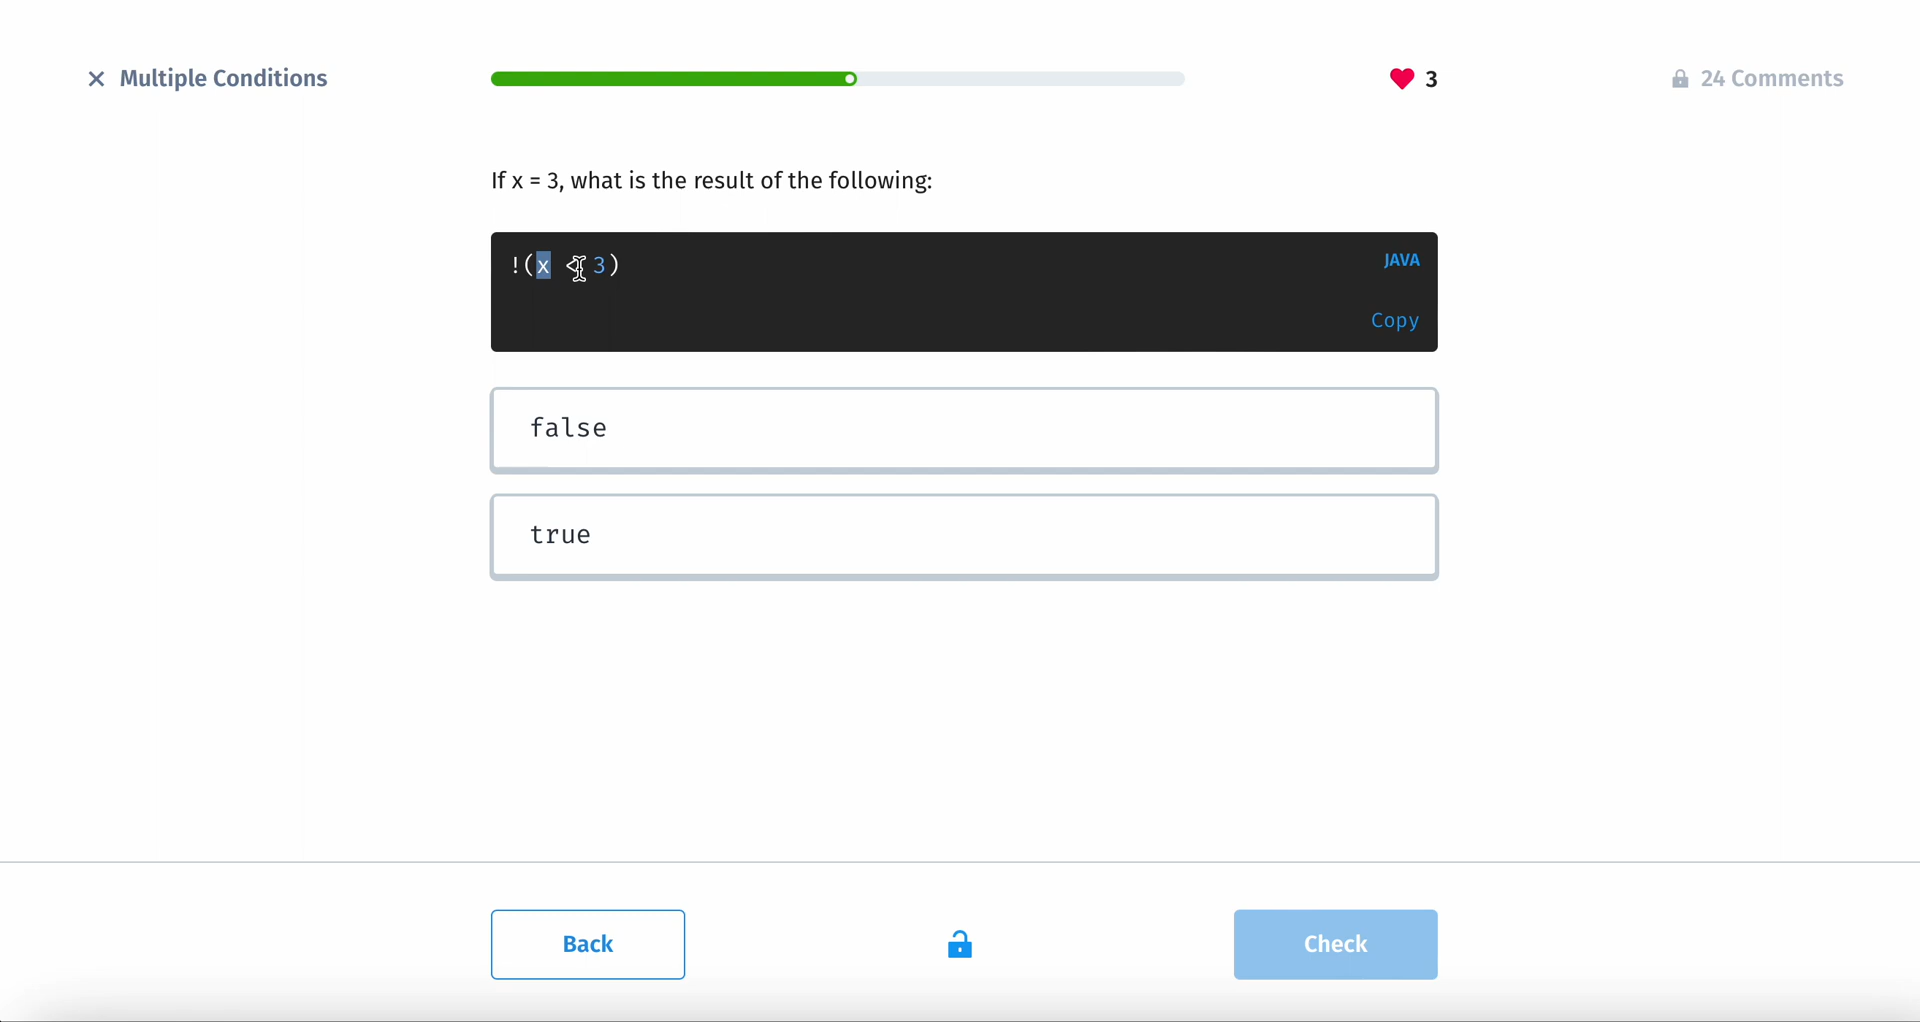 Multiple Conditions
3
24 Comments
If x = 3, what is the result of the following:
!(x < 3)
JAVA
Copy
false
true
Back
Check